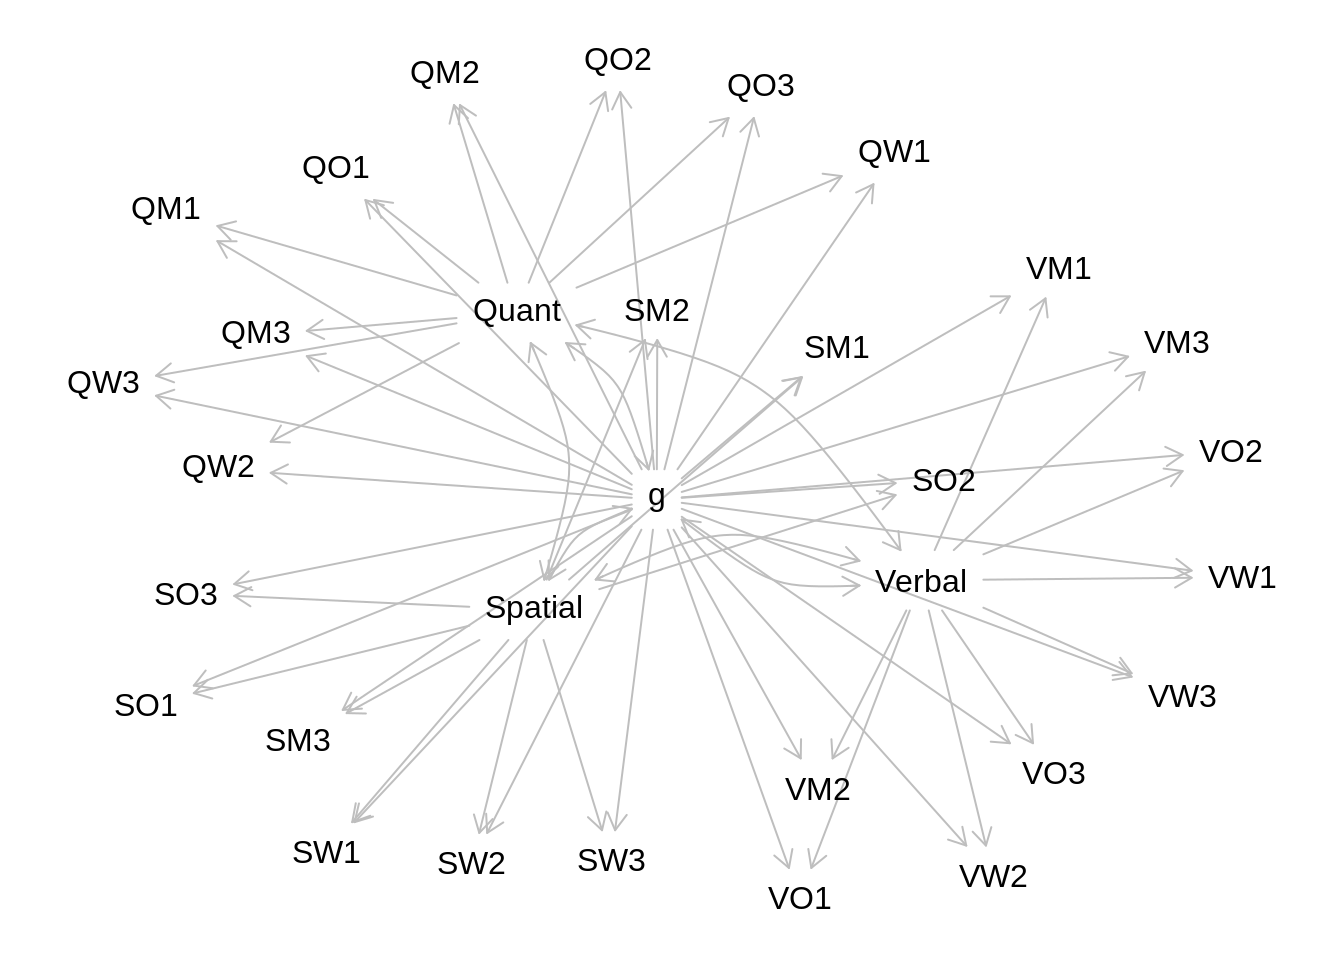 QO2
QM2
QO3
QW1
QO1
QM1
VM1
Quant
SM2
QM3
VM3
SM1
QW3
VO2
QW2
SO2
g
VW1
Verbal
SO3
Spatial
VW3
SO1
SM3
VO3
VM2
SW1
SW3
SW2
VW2
VO1